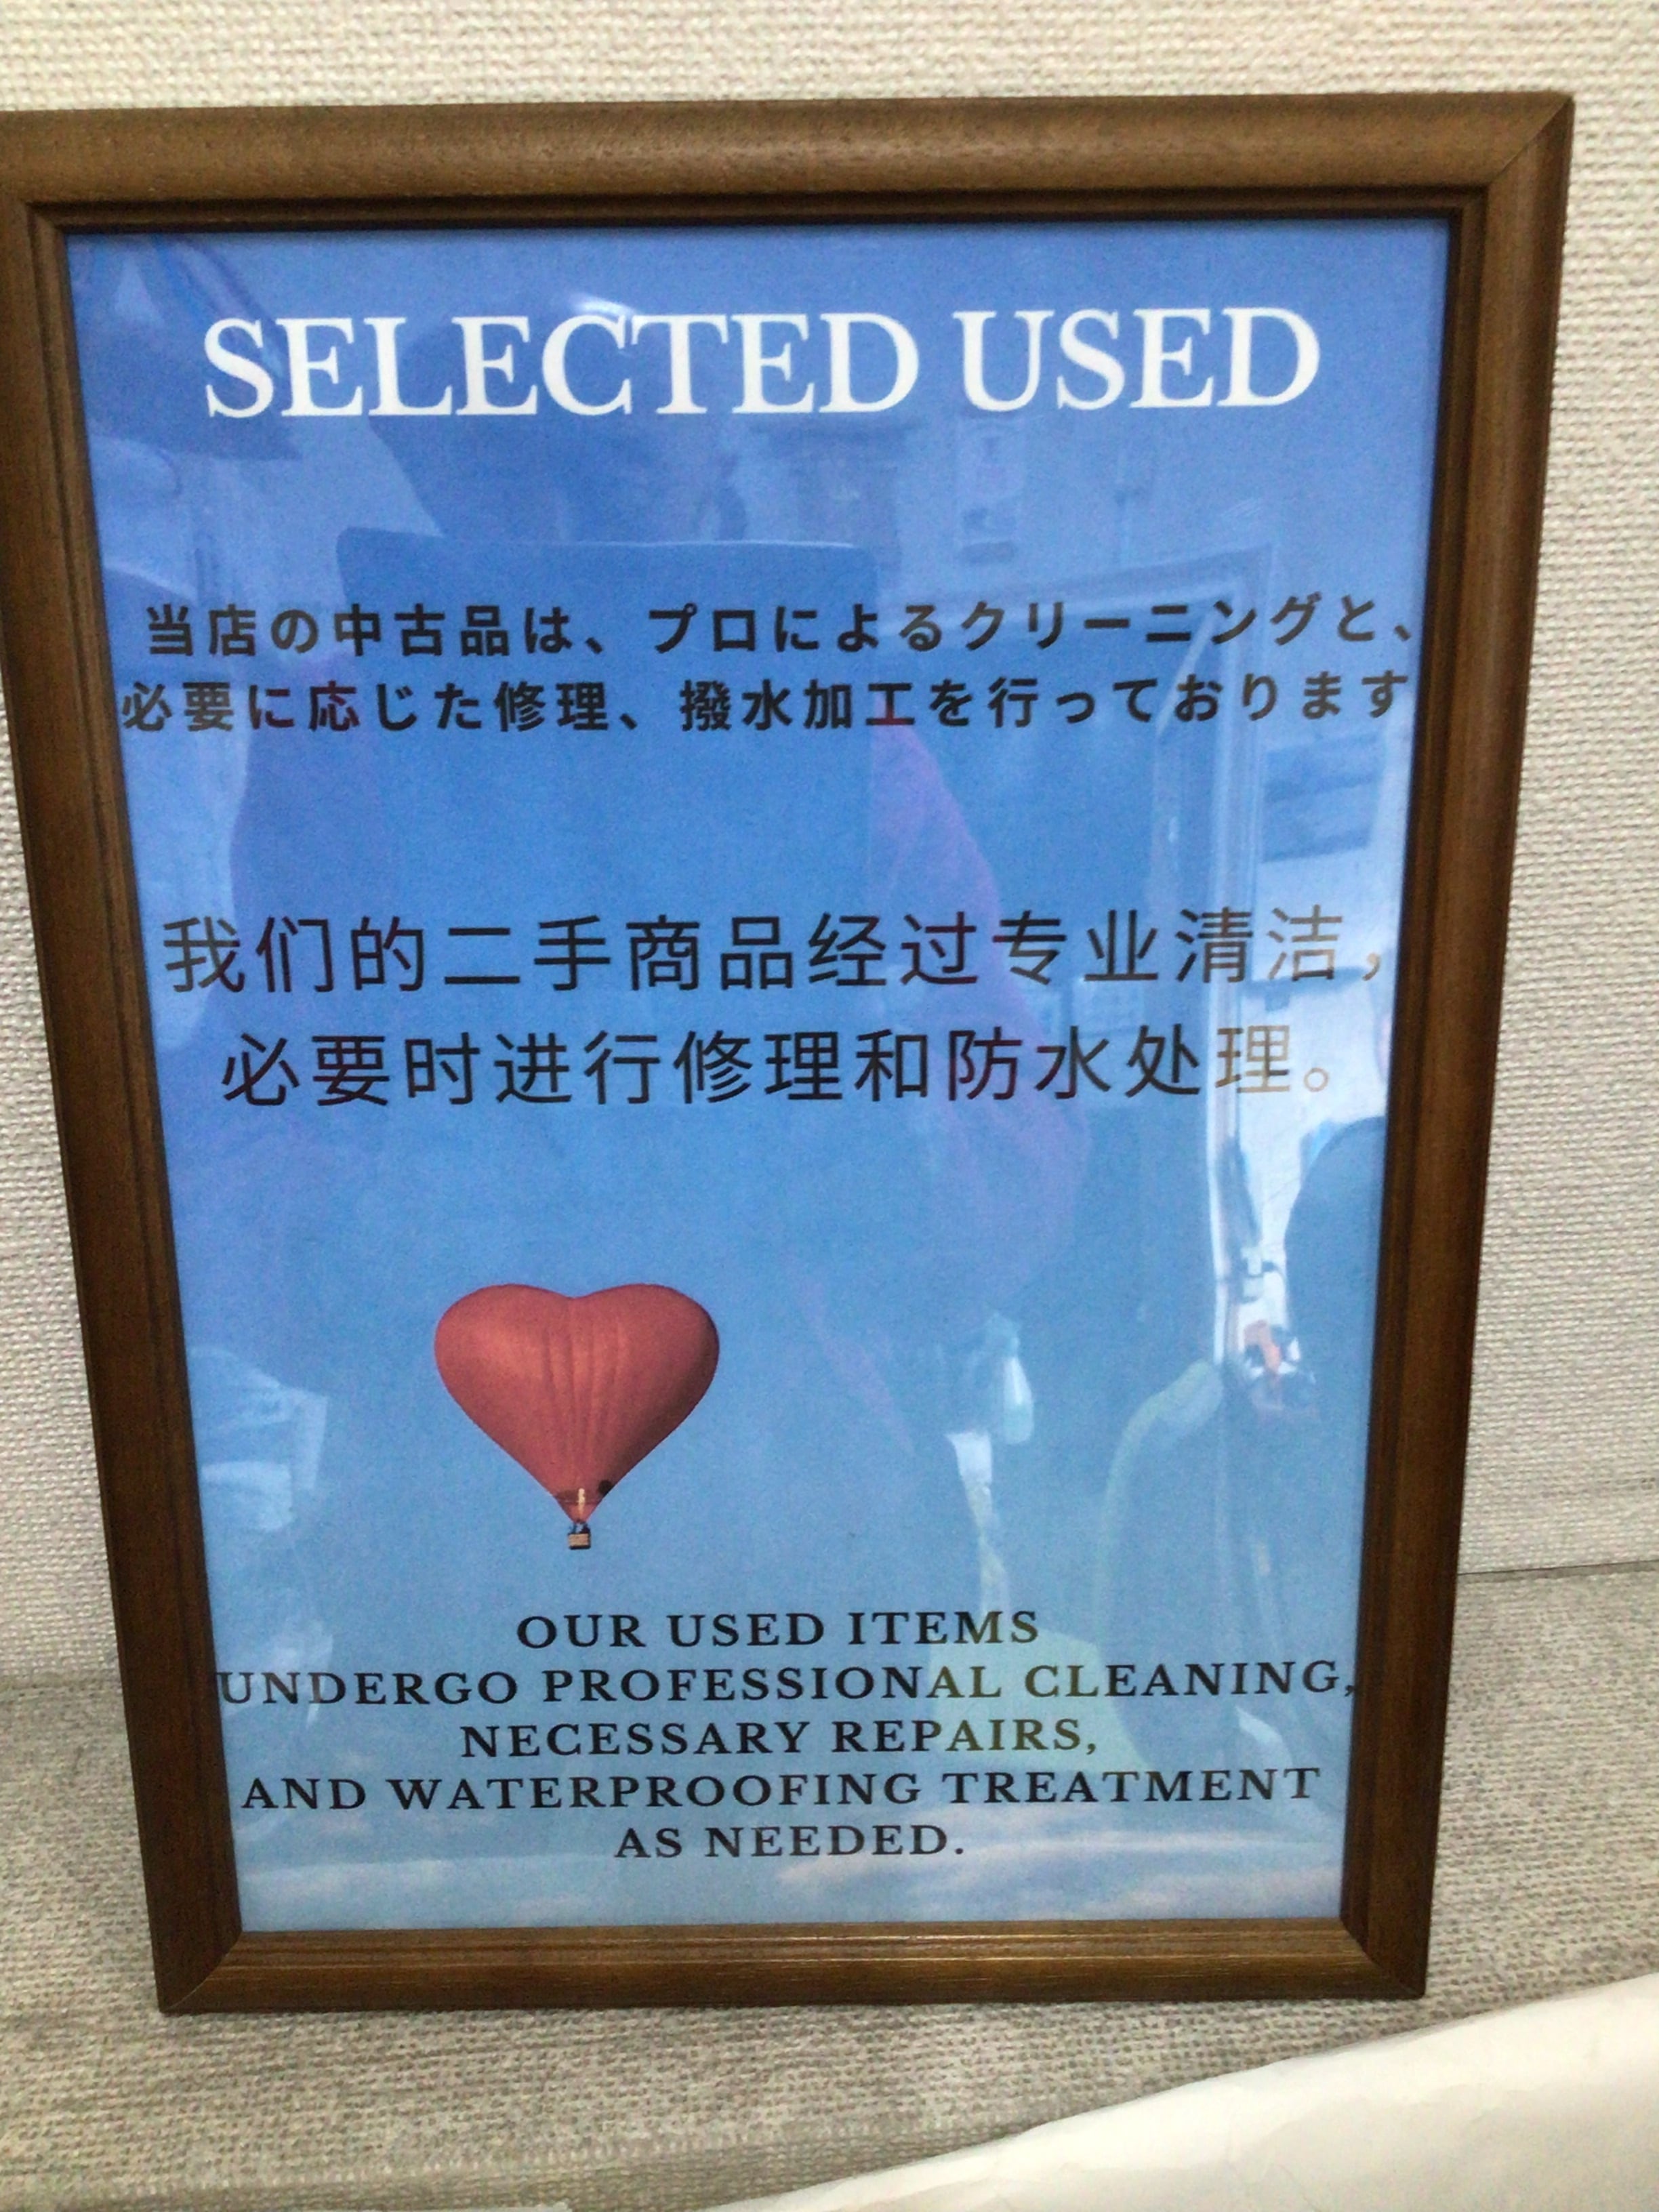 SELECTED USED
当店の中古品は、プロによるクリーニングと、
必要に応じた修理、撥水加工を行っております
我们的二手商品经过专业清洁，
必要时进行修理和防水处理。
OUR USED ITEMS
UNDERGO PROFESSIONAL CLEANING,
NECESSARY REPAIRS,
AND WATERPROOFING TREATMENT
AS NEEDED.